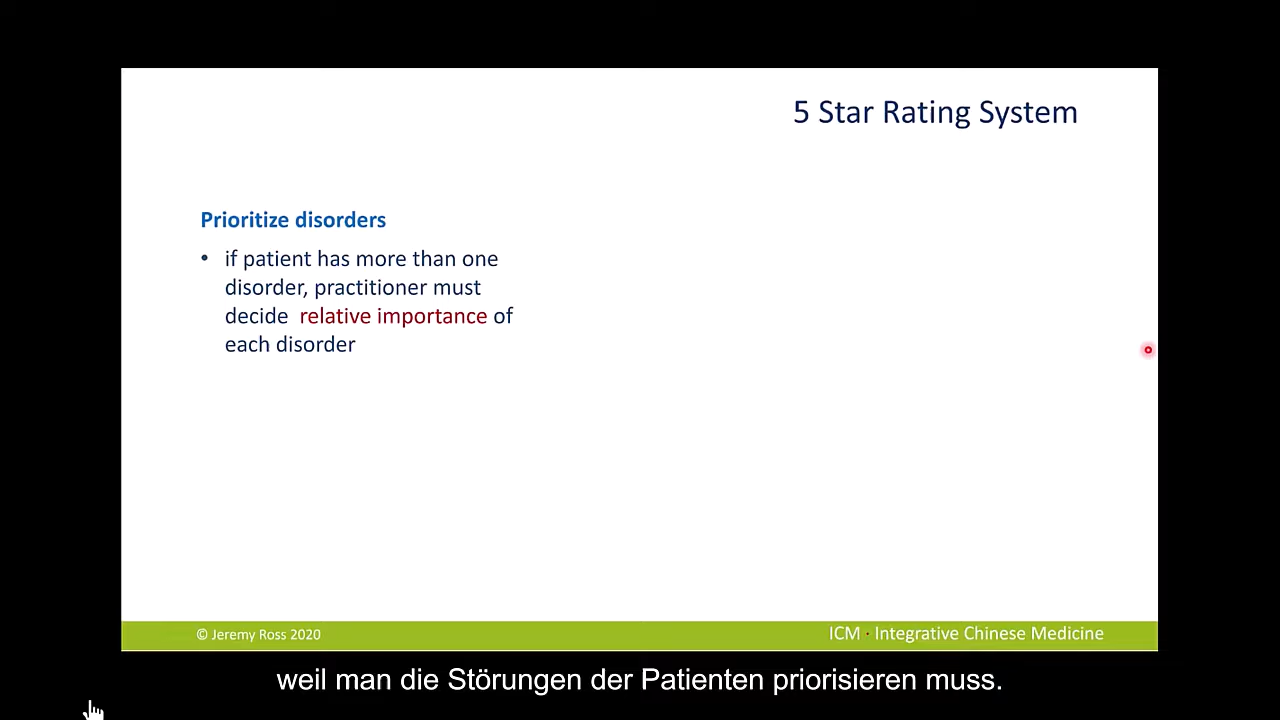 5 Star Rating System
Prioritize disorders
• if patient has more than one
disorder, practitioner must
decide relative importance of
each disorder
© Jeremy Ross 2020
ICM · Integrative Chinese Medicine
weil man die Störungen der Patienten priorisieren muss.